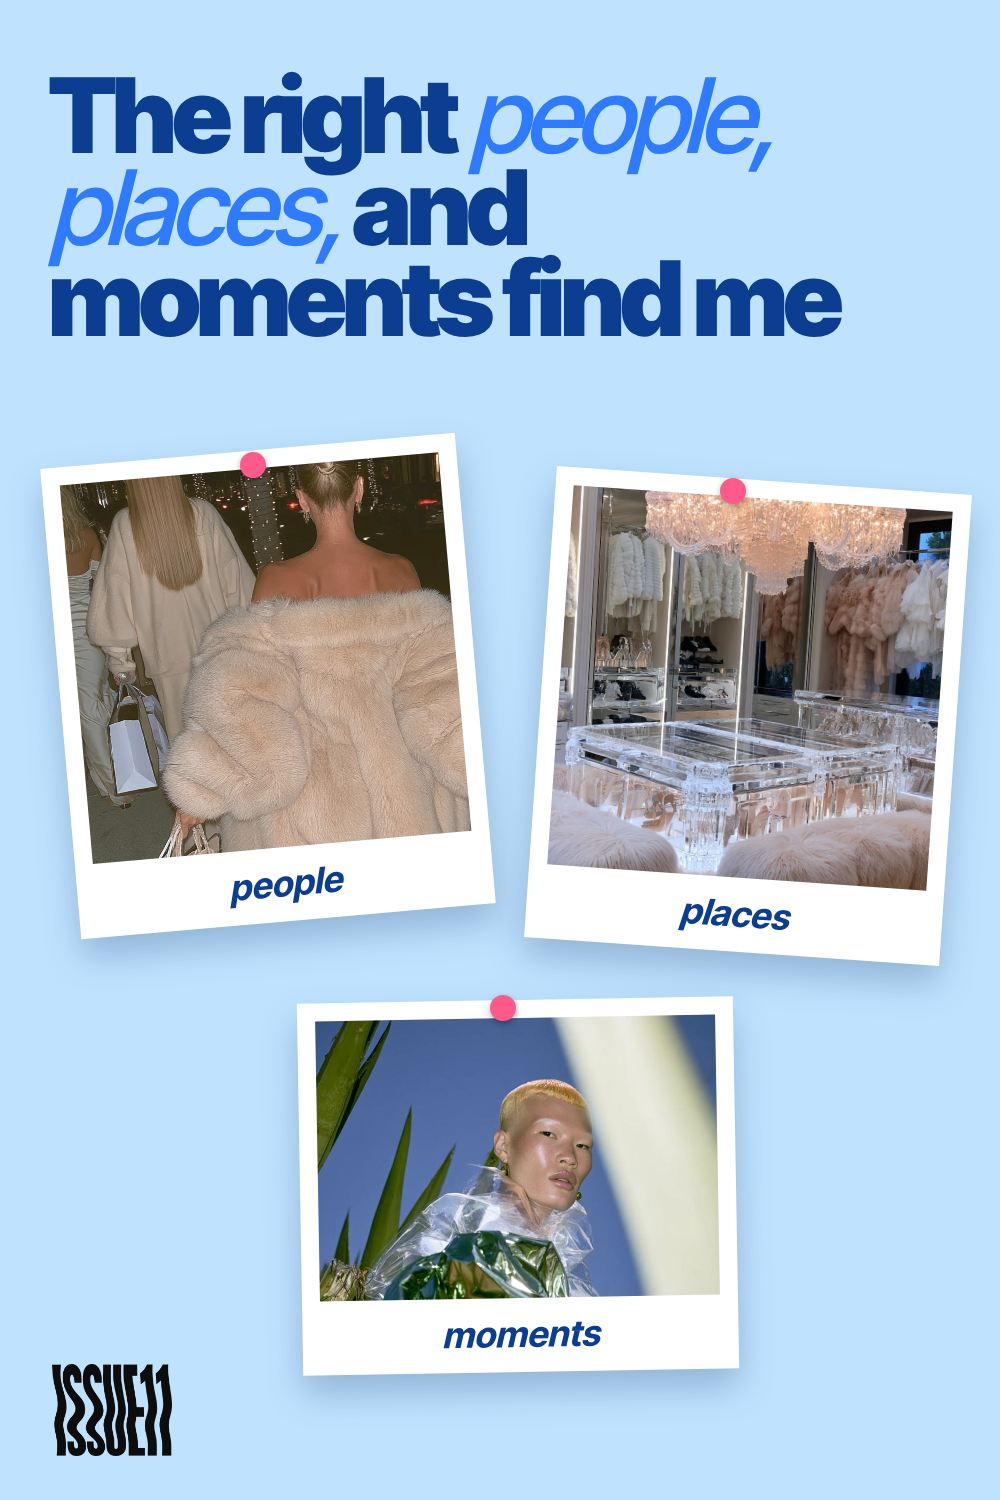 The right people,
places, and
moments find me
people
places
moments
ISSUE11